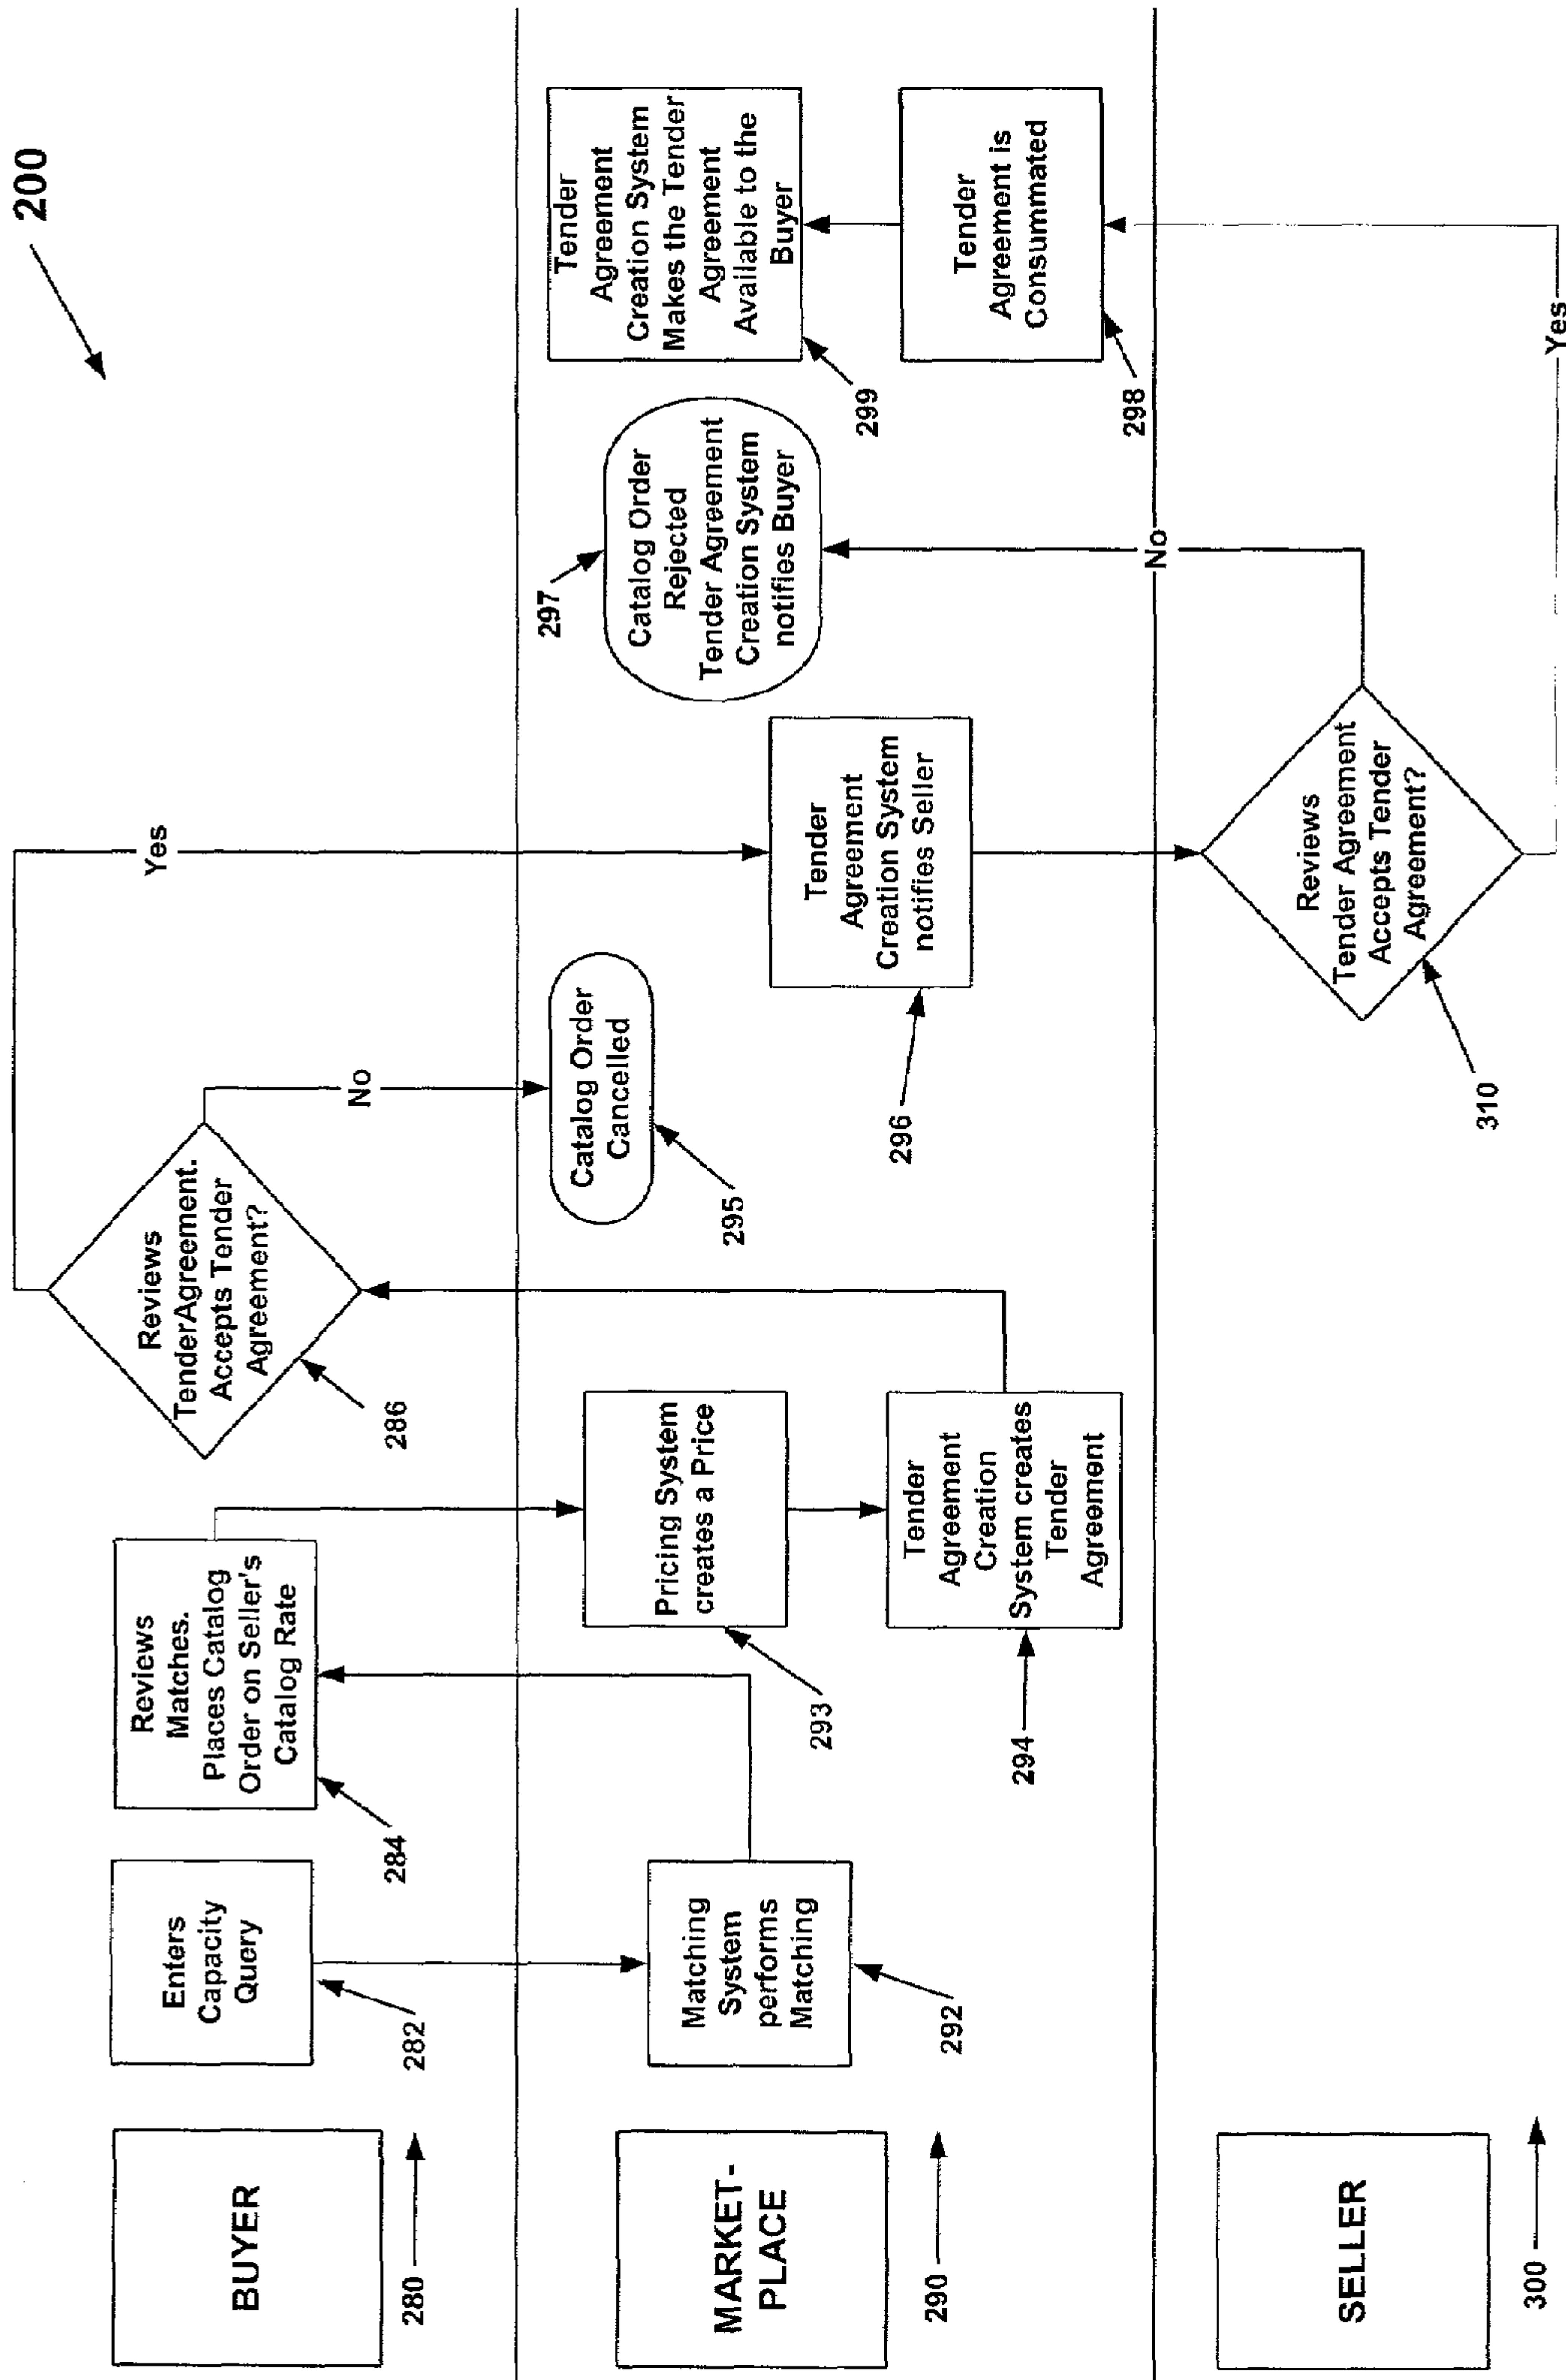 200
BUYER
280
Enters
Capacity
Query
282
Reviews
Matches.
Places Catalog
Order on Seller's
Catalog Rate
284
Reviews
TenderAgreement.
Accepts Tender
Agreement?
286
Yes
No
MARKET-
PLACE
290
Matching
System
performs
Matching
292
Pricing System
creates a Price
293
Tender
Agreement
Creation
System creates
Tender
Agreement
294
Catalog Order
Cancelled
295
Tender
Agreement
Creation System
notifies Seller
296
Catalog Order
Rejected
Tender Agreement
Creation System
notifies Buyer
297
Tender
Agreement
Creation System
Makes the Tender
Agreement
Available to the
Buyer
299
Tender
Agreement is
Consummated
298
SELLER
300
Reviews
Tender Agreement
Accepts Tender
Agreement?
310
No
Yes